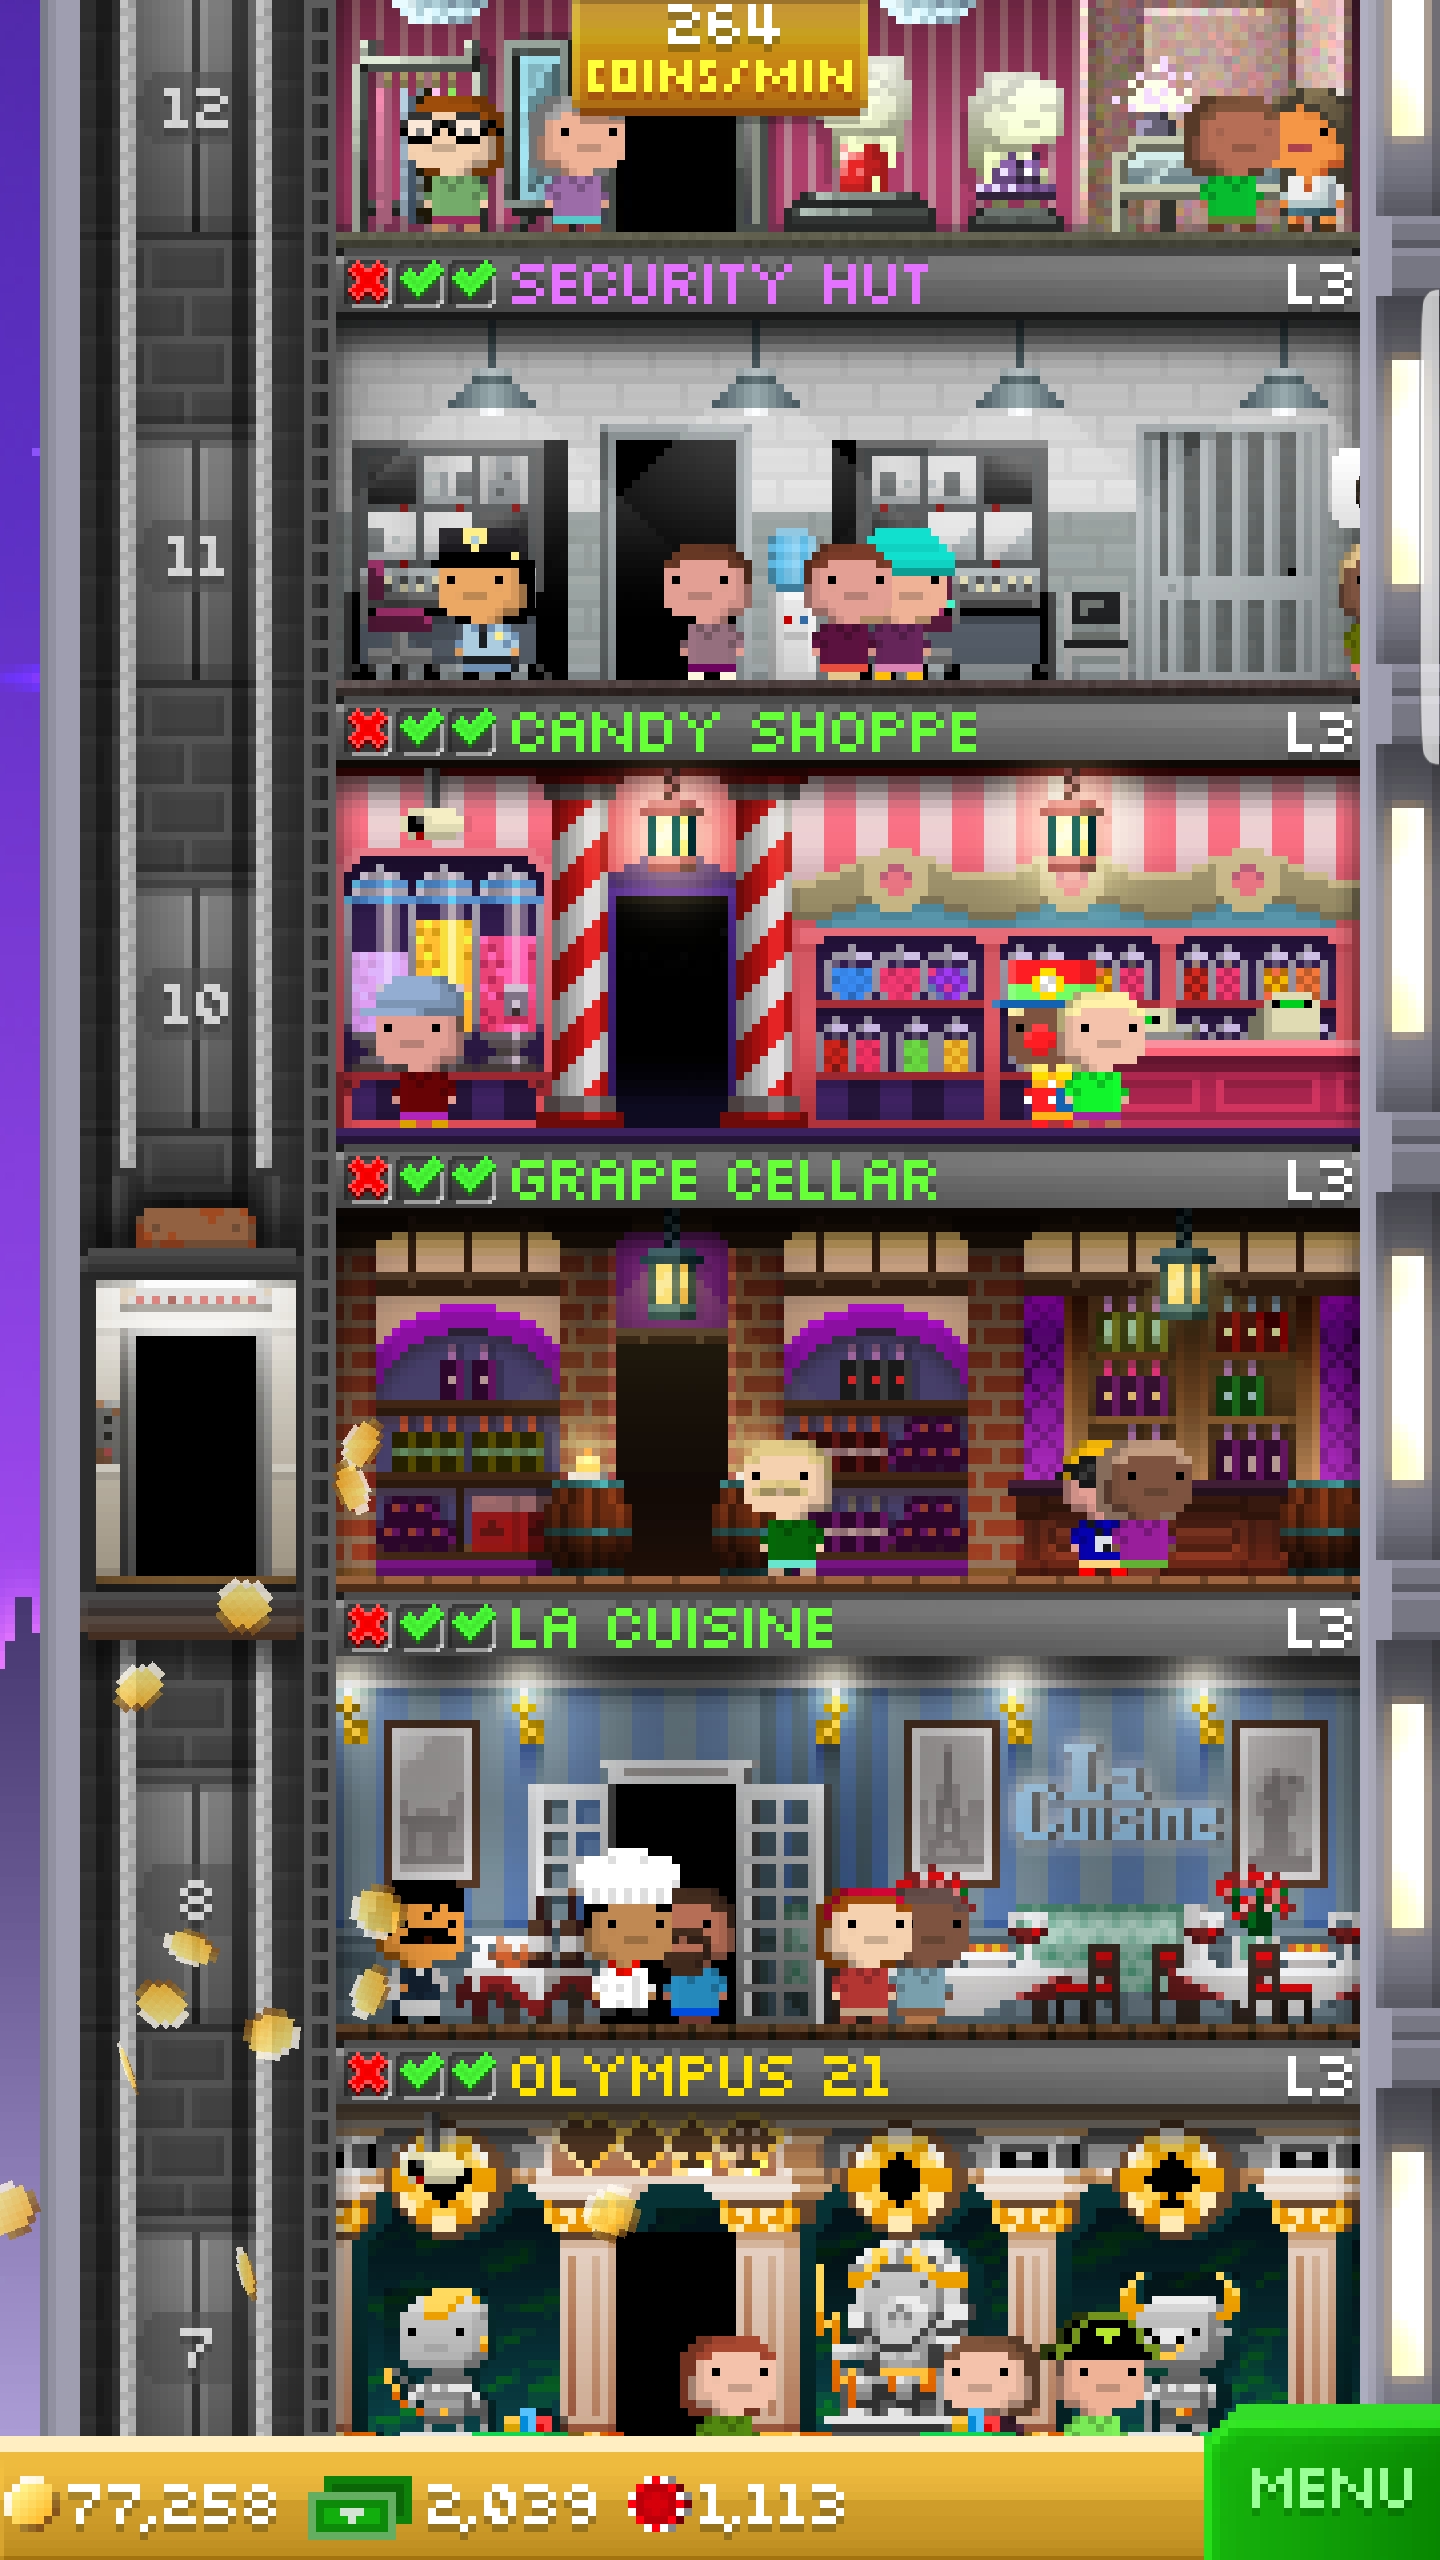 264
COINS/MIN
12
SECURITY HUT L3
11
CANDY SHOPPE L3
10
GRAPE CELLAR L3
LA CUISINE L3
La
Cuisine
8
OLYMPUS 21 L3
7
77,258 2,039 1,113 MENU